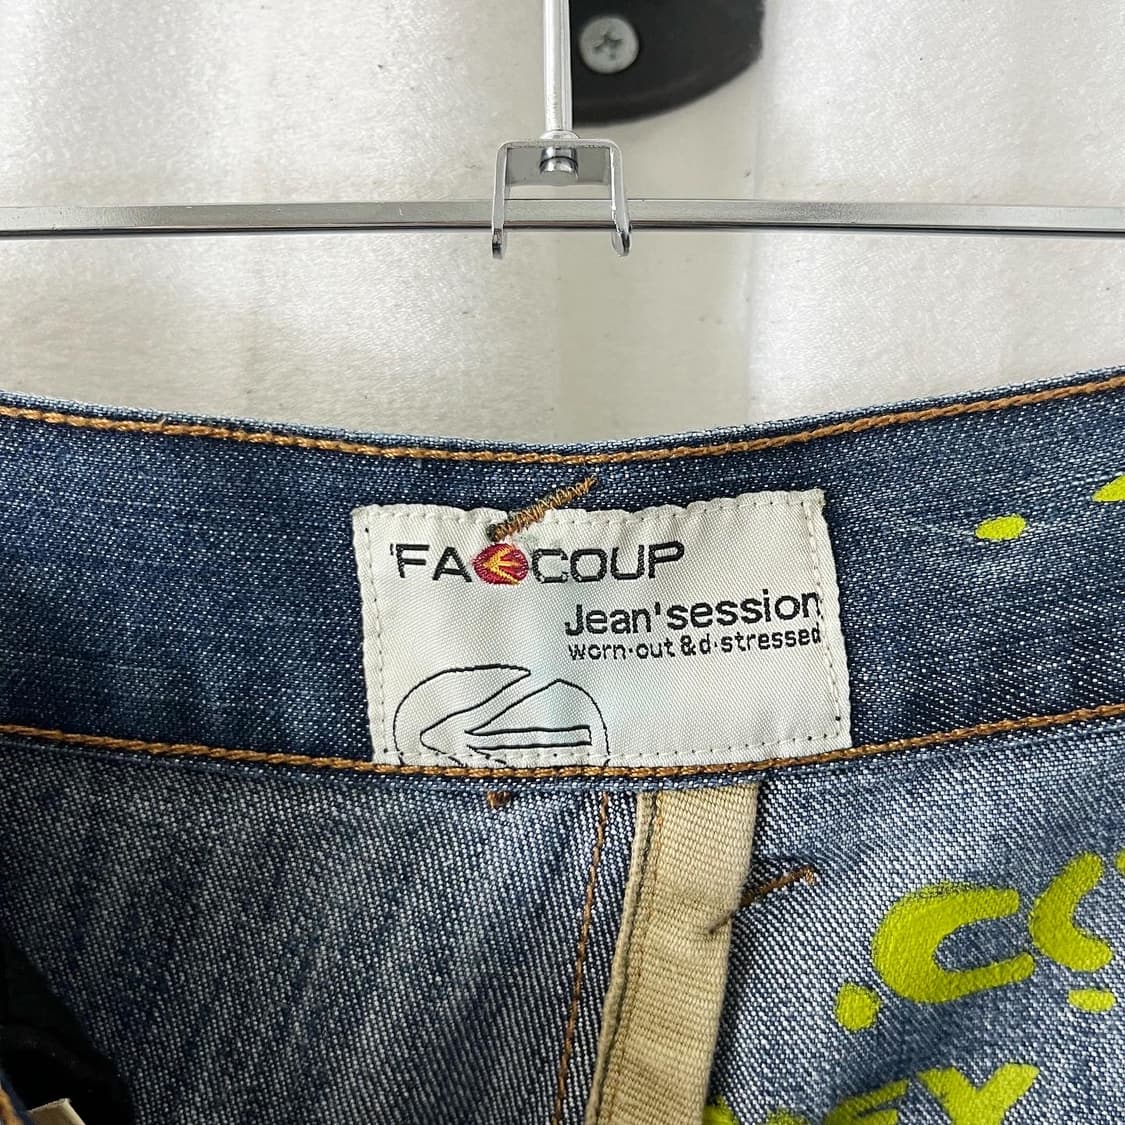 'FA COUP
Jean'session
worn·out &d·stressed